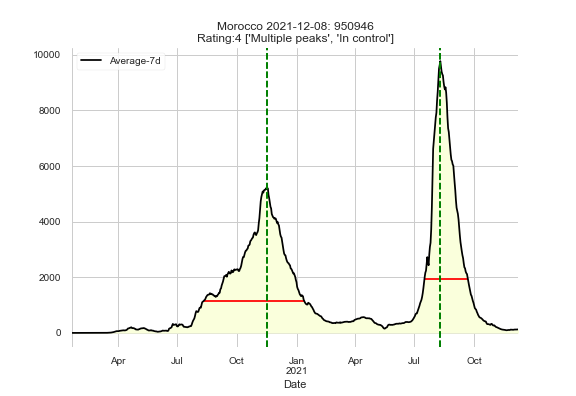 Morocco 2021-12-08: 950946
Rating:4 ['Multiple peaks', 'In control']
Average-7d
10000
8000
6000
4000
2000
0
Apr Jul Oct Jan Apr Jul Oct
2021
Date